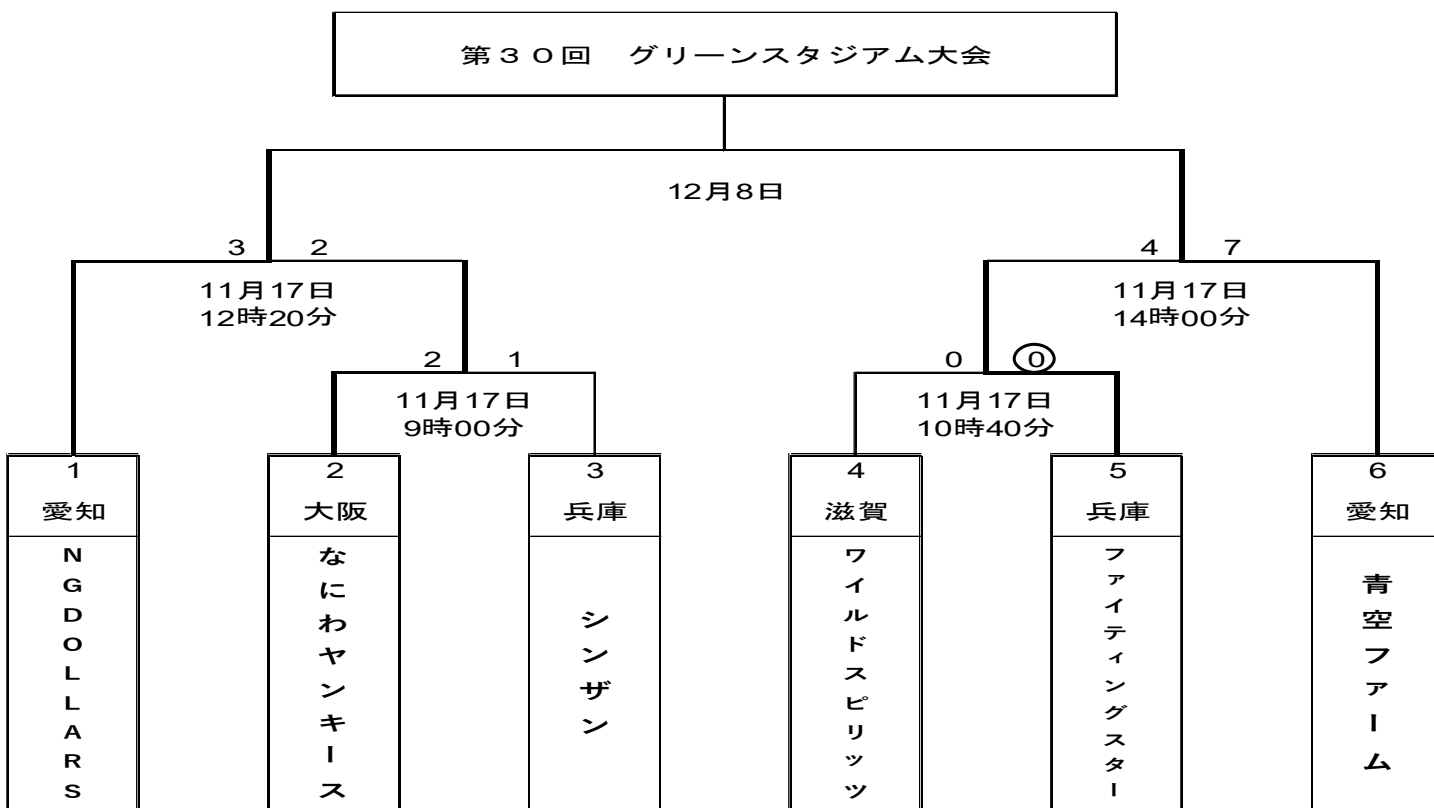 第３０回　グリーンスタジアム大会
12月8日
3 2
4 7
11月17日
12時20分
11月17日
14時00分
2 1
0 0
11月17日
9時00分
11月17日
10時40分
1
愛知
NGDOLLARS
2
大阪
なにわヤンキース
3
兵庫
シンザン
4
滋賀
ワイルドスピリッツ
5
兵庫
ファイティングスター
6
愛知
青空ファーム